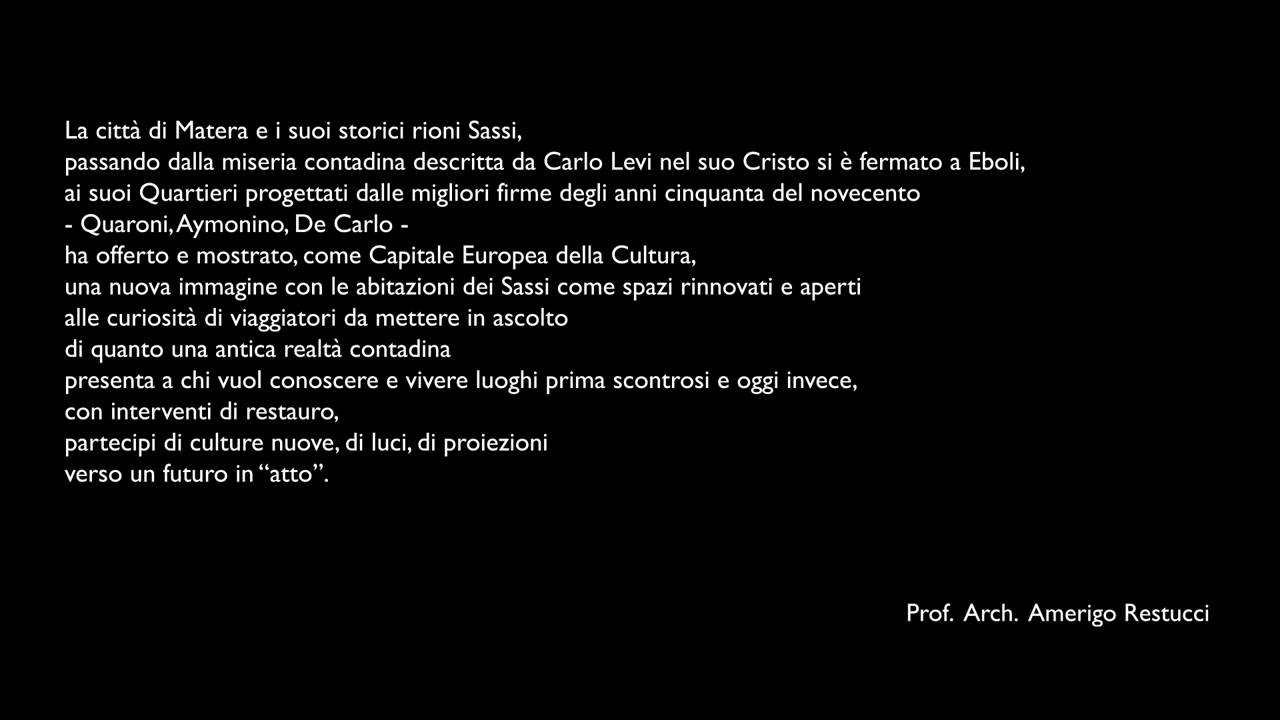 La città di Matera e i suoi storici rioni Sassi,
passando dalla miseria contadina descritta da Carlo Levi nel suo Cristo si è fermato a Eboli,
ai suoi Quartieri progettati dalle migliori firme degli anni cinquanta del novecento
- Quaroni, Aymonino, De Carlo -
ha offerto e mostrato, come Capitale Europea della Cultura,
una nuova immagine con le abitazioni dei Sassi come spazi rinnovati e aperti
alle curiosità di viaggiatori da mettere in ascolto
di quanto una antica realtà contadina
presenta a chi vuol conoscere e vivere luoghi prima scontrosi e oggi invece,
con interventi di restauro,
partecipi di culture nuove, di luci, di proiezioni
verso un futuro in “atto”.
Prof. Arch. Amerigo Restucci